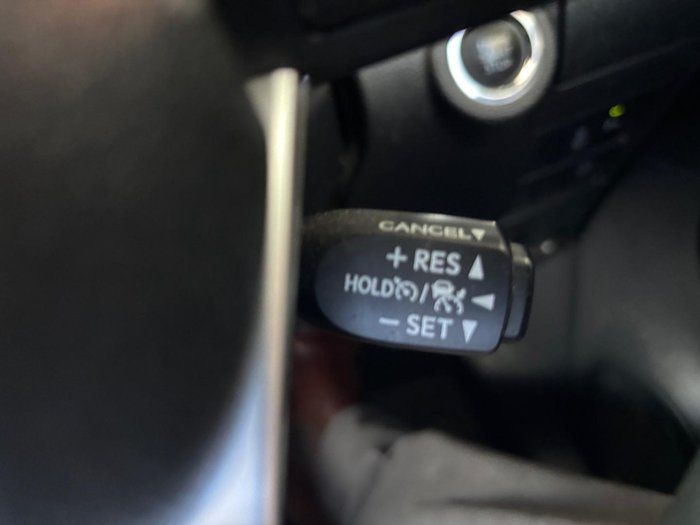 CANCEL
+ RES
HOLD /
− SET